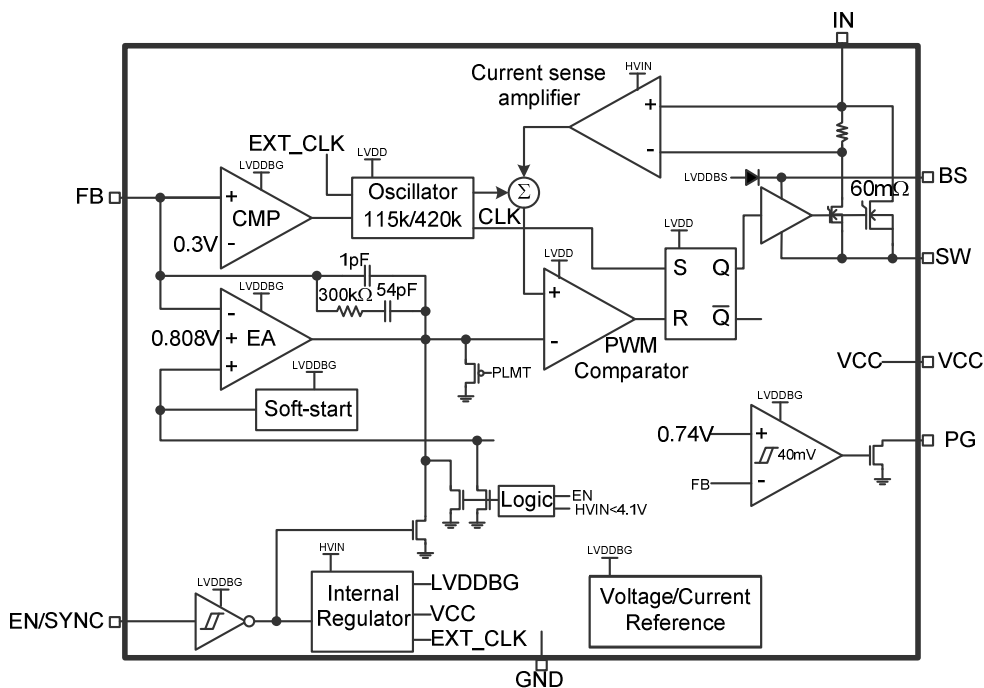 IN
Current sense
amplifier
HVIN
+
-
EXT_CLK
LVDD
LVDDBG
FB
+
CMP
0.3V
-
Oscillator
115k/420k
Σ
CLK
LVDDBS
60mΩ
BS
SW
LVDD
S Q
R Q̅
1pF
300kΩ
54pF
LVDD
+
-
PWM
Comparator
LVDDBG
-
0.808V
+
EA
+
PLMT
LVDDBG
Soft-start
VCC
VCC
LVDDBG
0.74V
+
40mV
FB
-
PG
Logic
EN
HVIN<4.1V
HVIN
LVDDBG
EN/SYNC
Internal
Regulator
LVDDBG
VCC
EXT_CLK
LVDDBG
Voltage/Current
Reference
GND